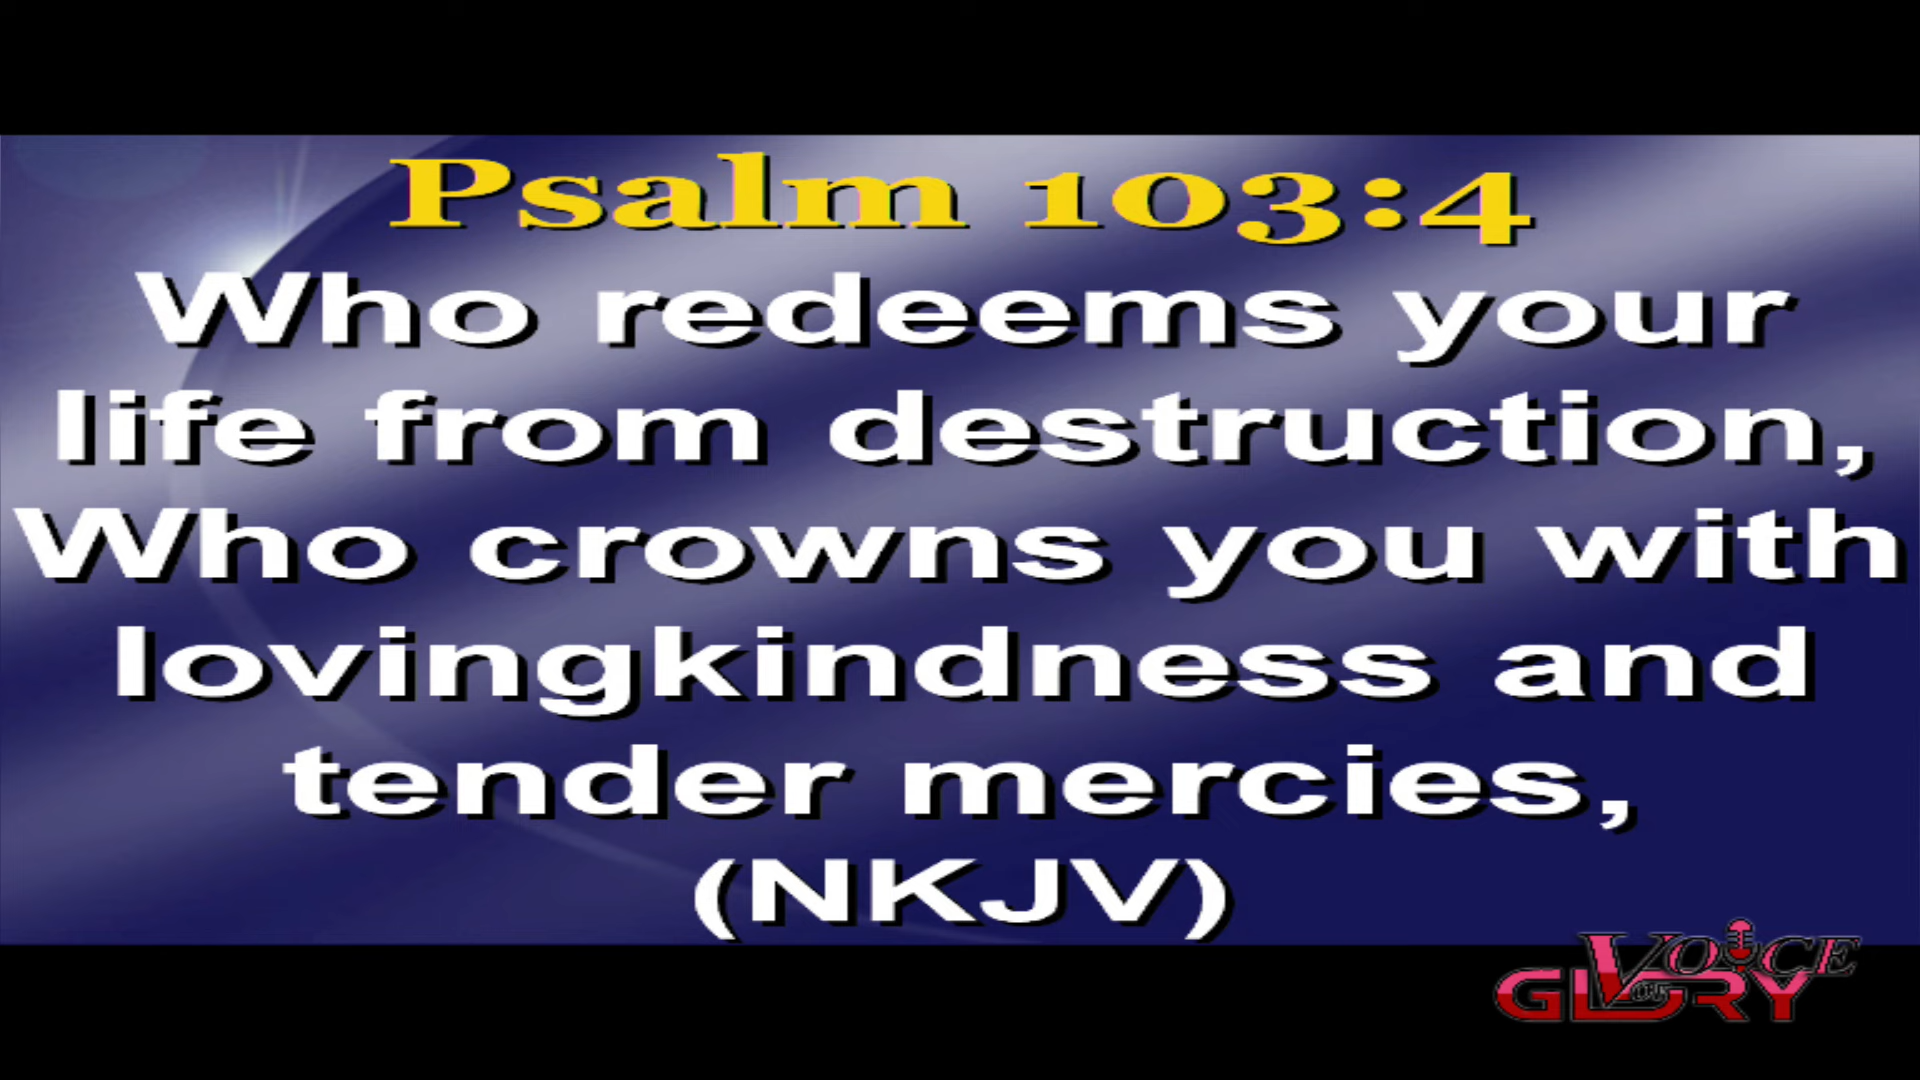 Psalm 103:4
Who redeems your
life from destruction,
Who crowns you with
lovingkindness and
tender mercies,
(NKJV)
VOICE
OF
GLORY